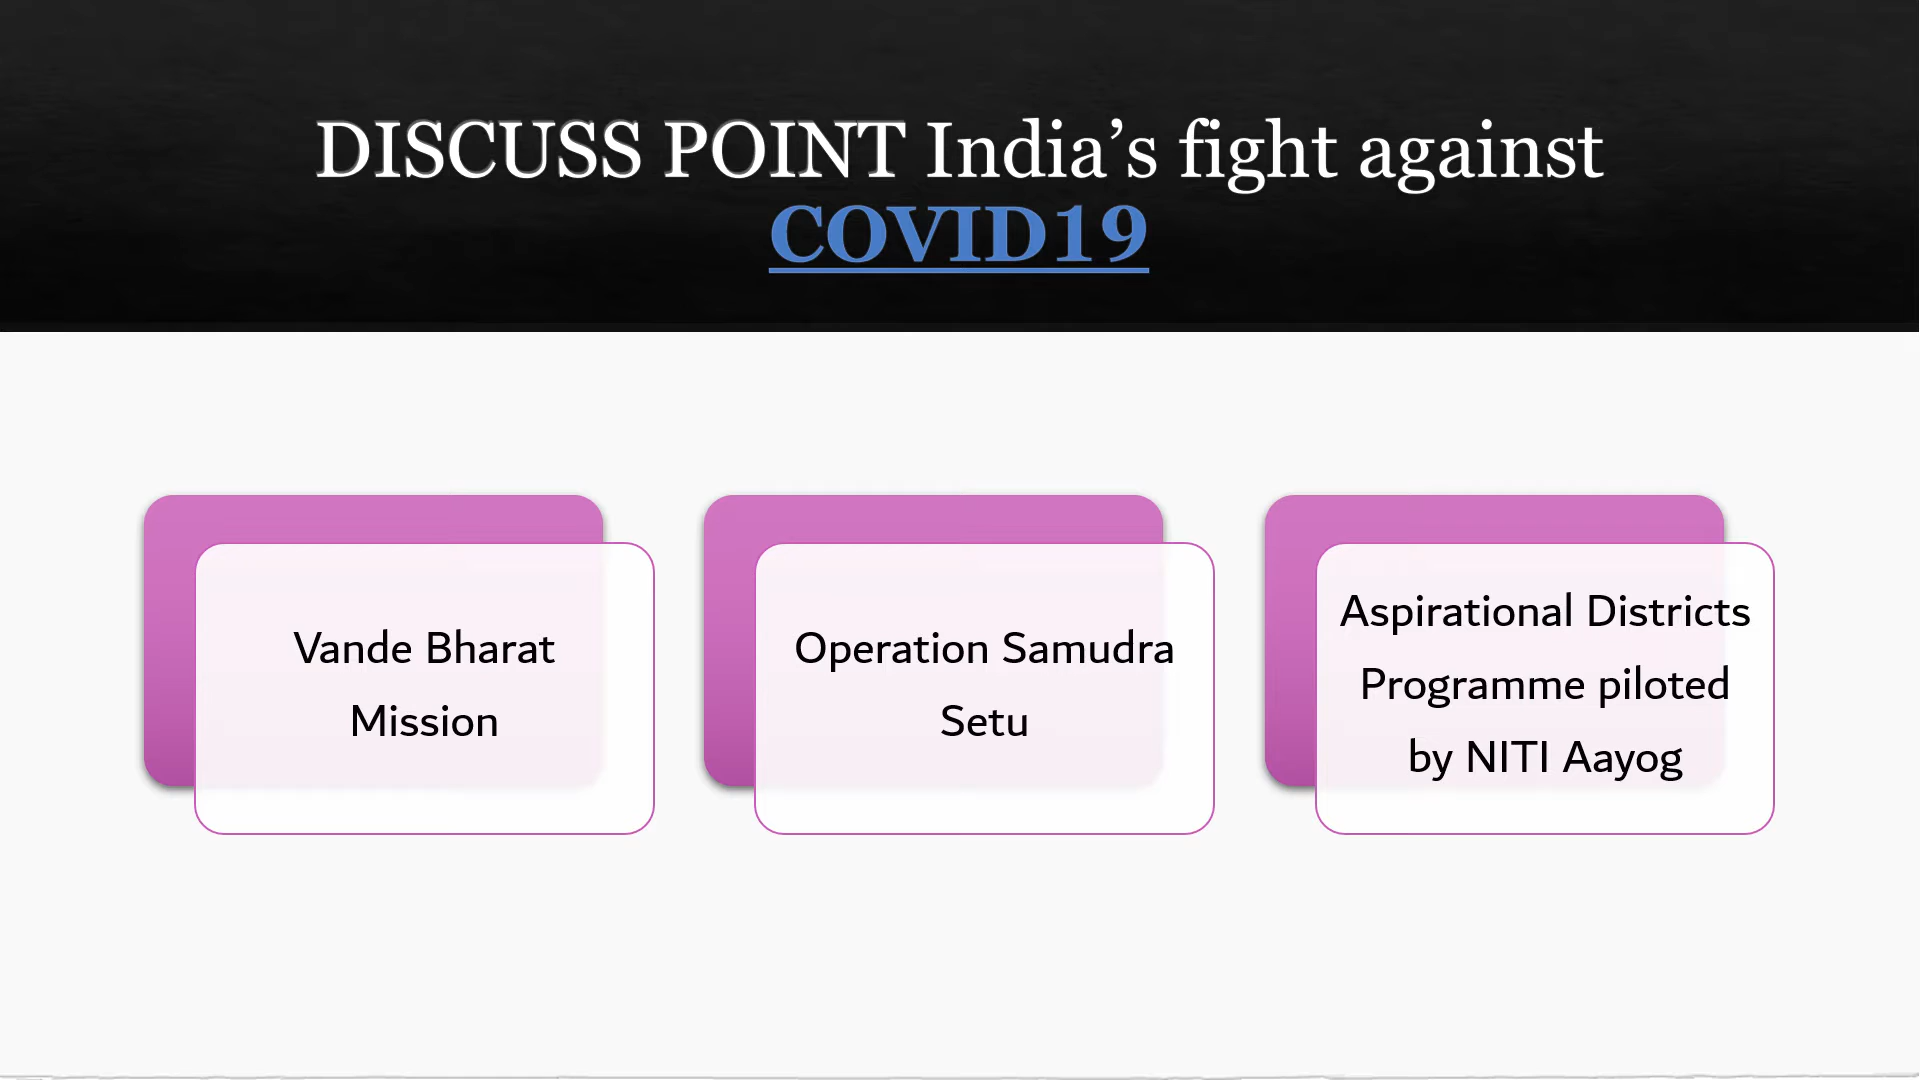 DISCUSS POINT India’s fight against
COVID19
Vande Bharat
Mission
Operation Samudra
Setu
Aspirational Districts
Programme piloted
by NITI Aayog